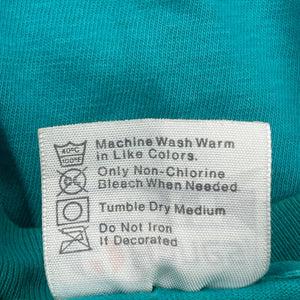 40°C
100°F
Machine Wash Warm
in Like Colors.
Only Non-Chlorine
Bleach When Needed
Tumble Dry Medium
Do Not Iron
If Decorated